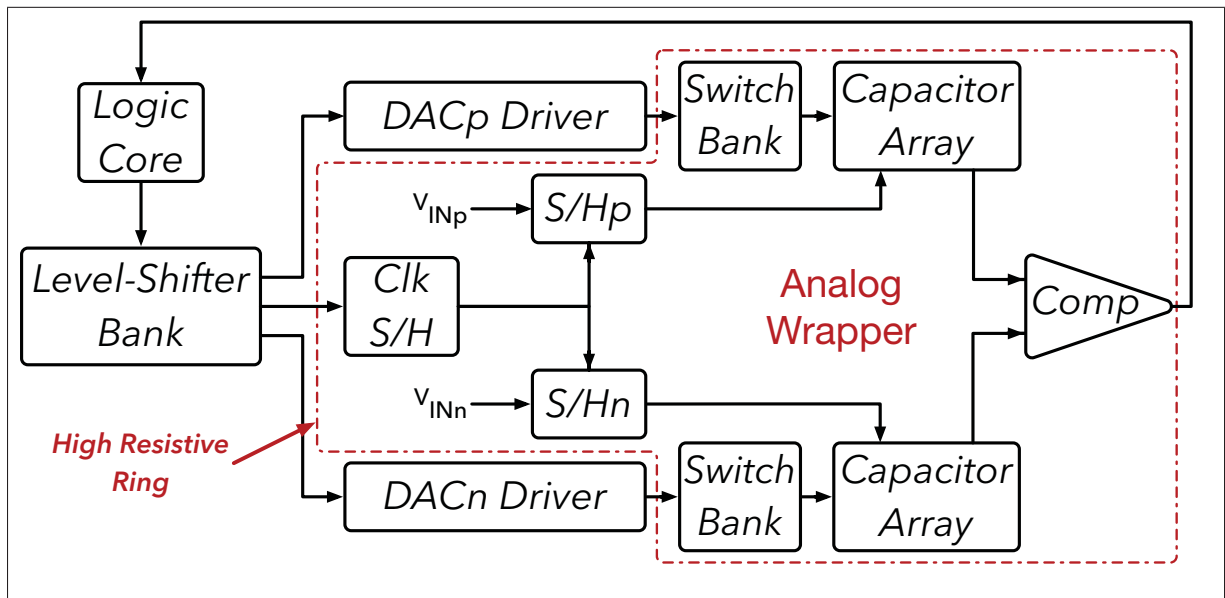 Logic
Core
DACp Driver
Switch
Bank
Capacitor
Array
VINp
S/Hp
Level-Shifter
Bank
Clk
S/H
Analog
Wrapper
Comp
VINn
S/Hn
High Resistive
Ring
DACn Driver
Switch
Bank
Capacitor
Array